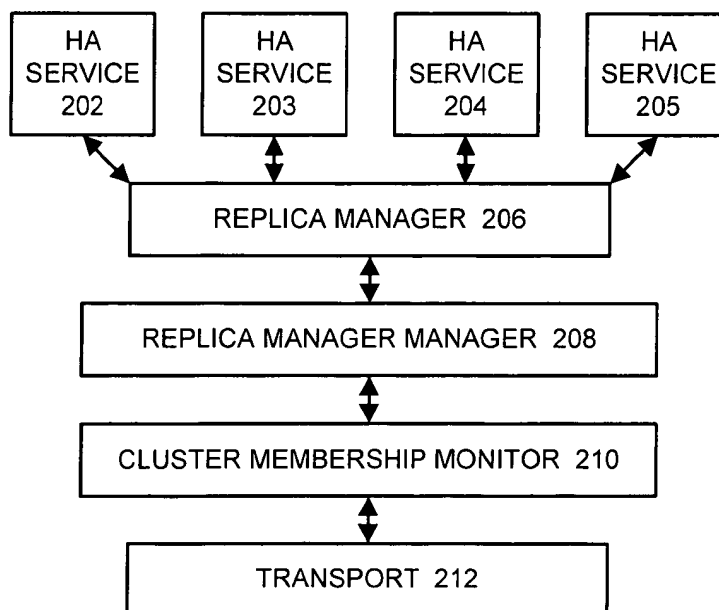 HA
SERVICE
202
HA
SERVICE
203
HA
SERVICE
204
HA
SERVICE
205
REPLICA MANAGER 206
REPLICA MANAGER MANAGER 208
CLUSTER MEMBERSHIP MONITOR 210
TRANSPORT 212